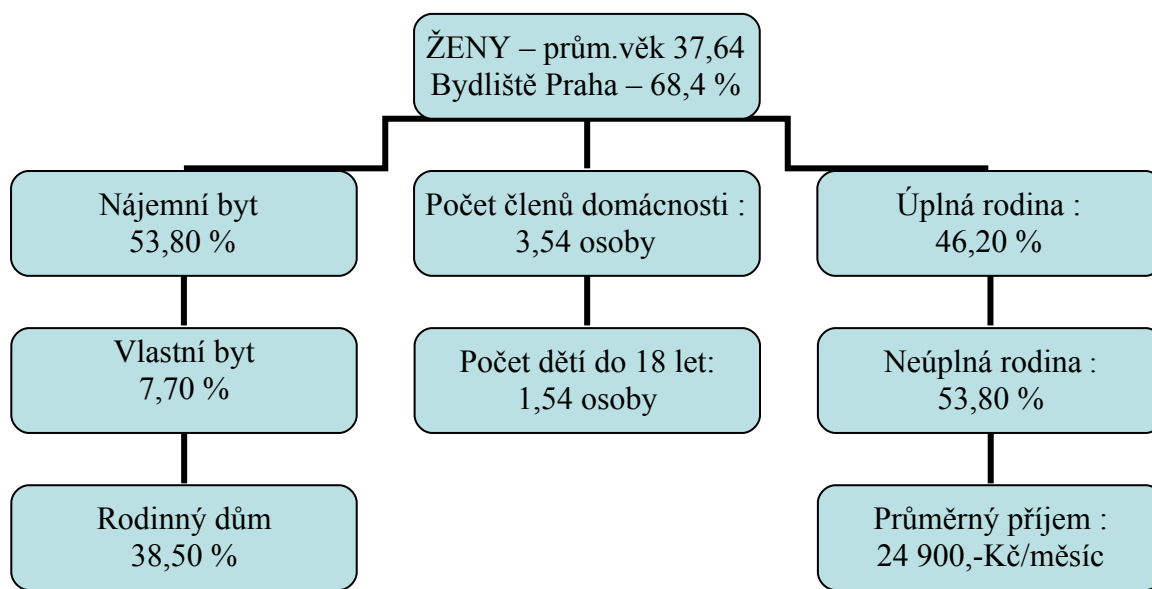 ŽENY – prům.věk 37,64
Bydliště Praha – 68,4 %
Nájemní byt
53,80 %
Počet členů domácnosti :
3,54 osoby
Úplná rodina :
46,20 %
Vlastní byt
7,70 %
Počet dětí do 18 let:
1,54 osoby
Neúplná rodina :
53,80 %
Rodinný dům
38,50 %
Průměrný příjem :
24 900,-Kč/měsíc